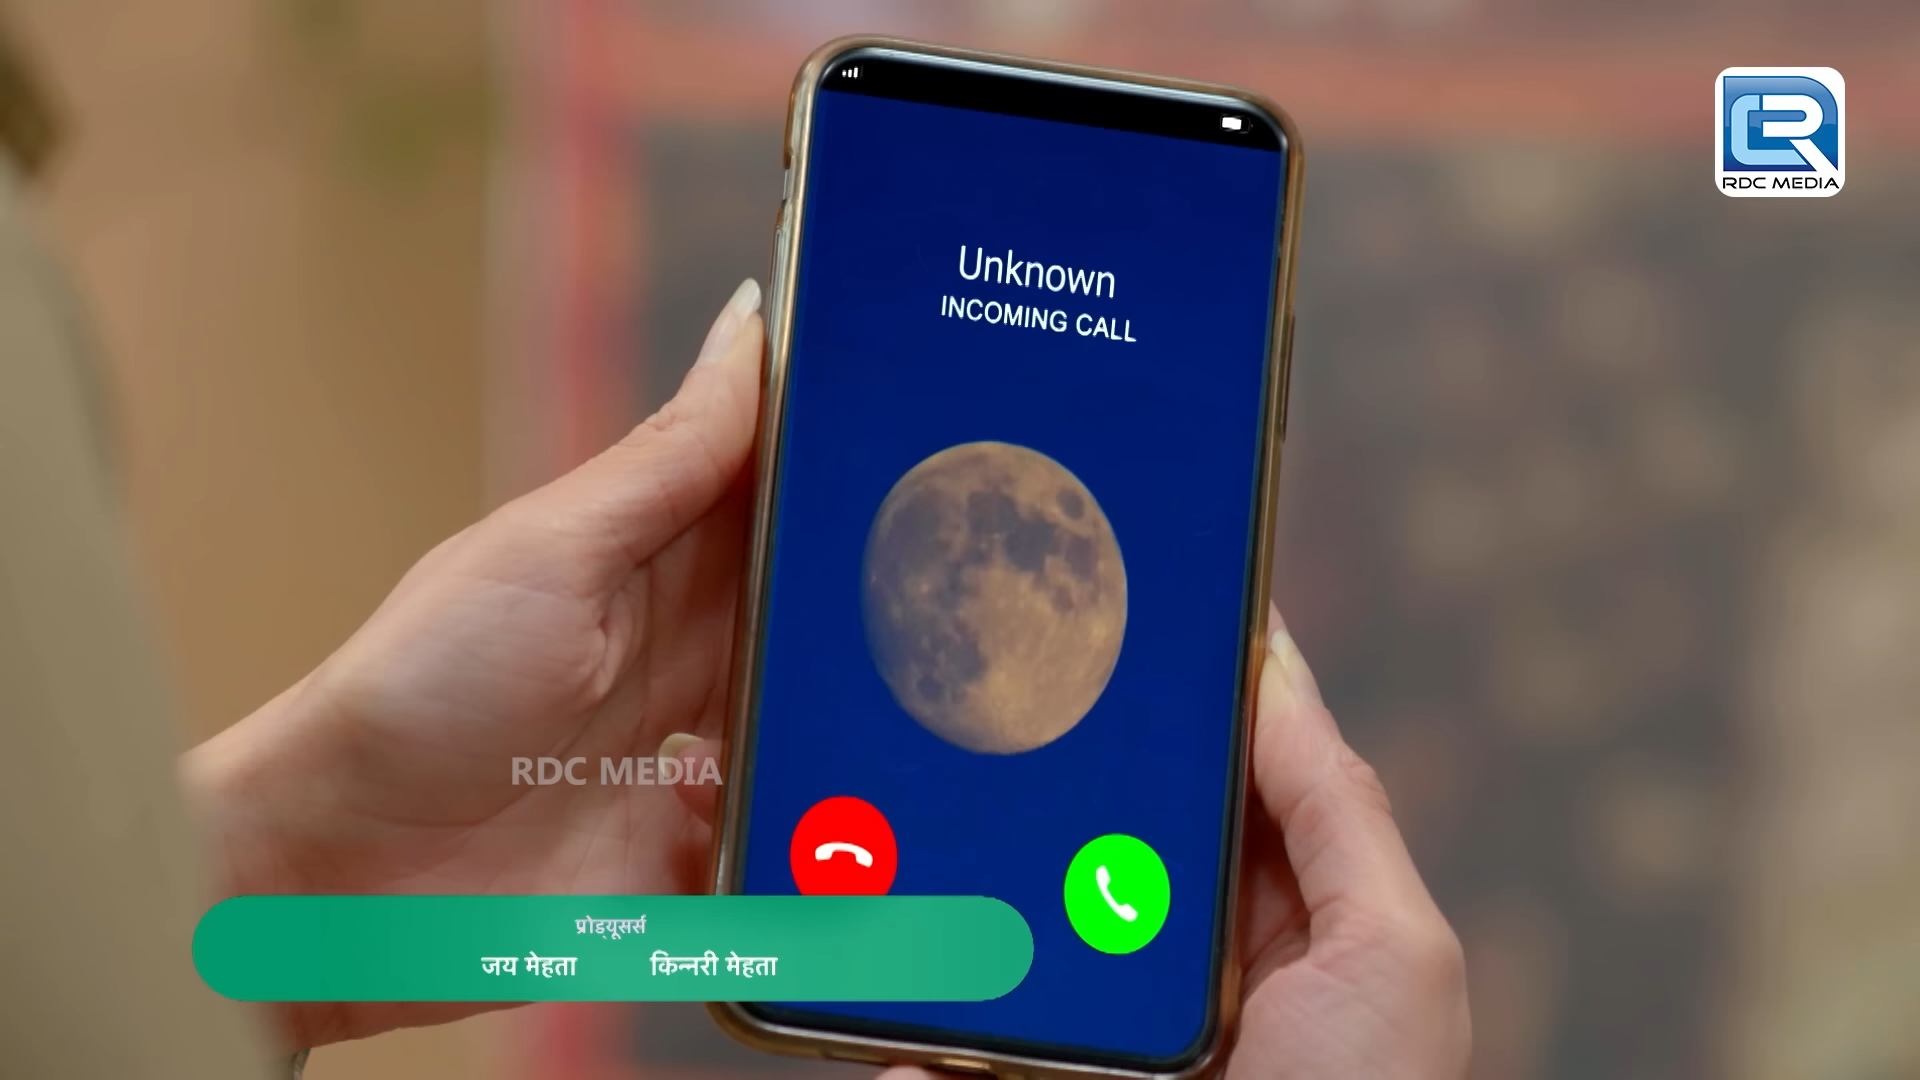 RDC MEDIA
Unknown
INCOMING CALL
RDC MEDIA
प्रोड्यूसर्स
जय मेहता किन्नरी मेहता